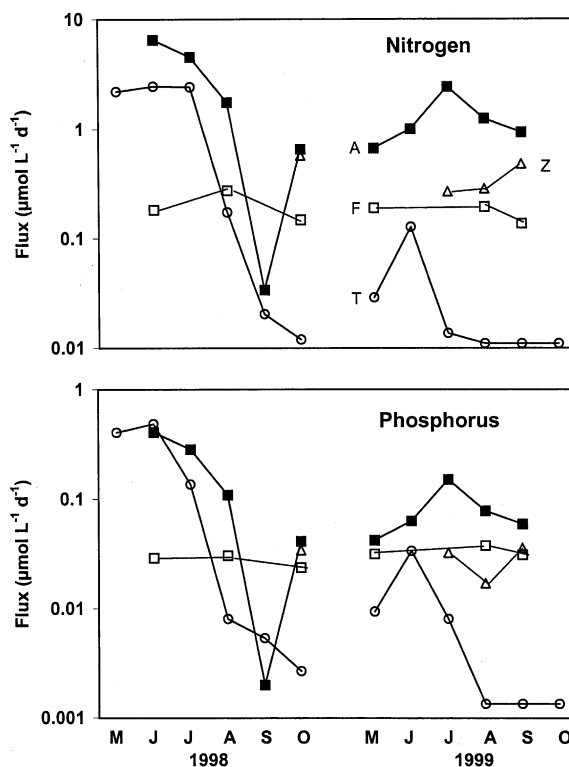 10
Nitrogen
1
A
Z
Flux (µmol L⁻¹ d⁻¹)
F
0.1
T
0.01
1
Phosphorus
0.1
Flux (µmol L⁻¹ d⁻¹)
0.01
0.001
M J J A S O M J J A S O
1998 1999